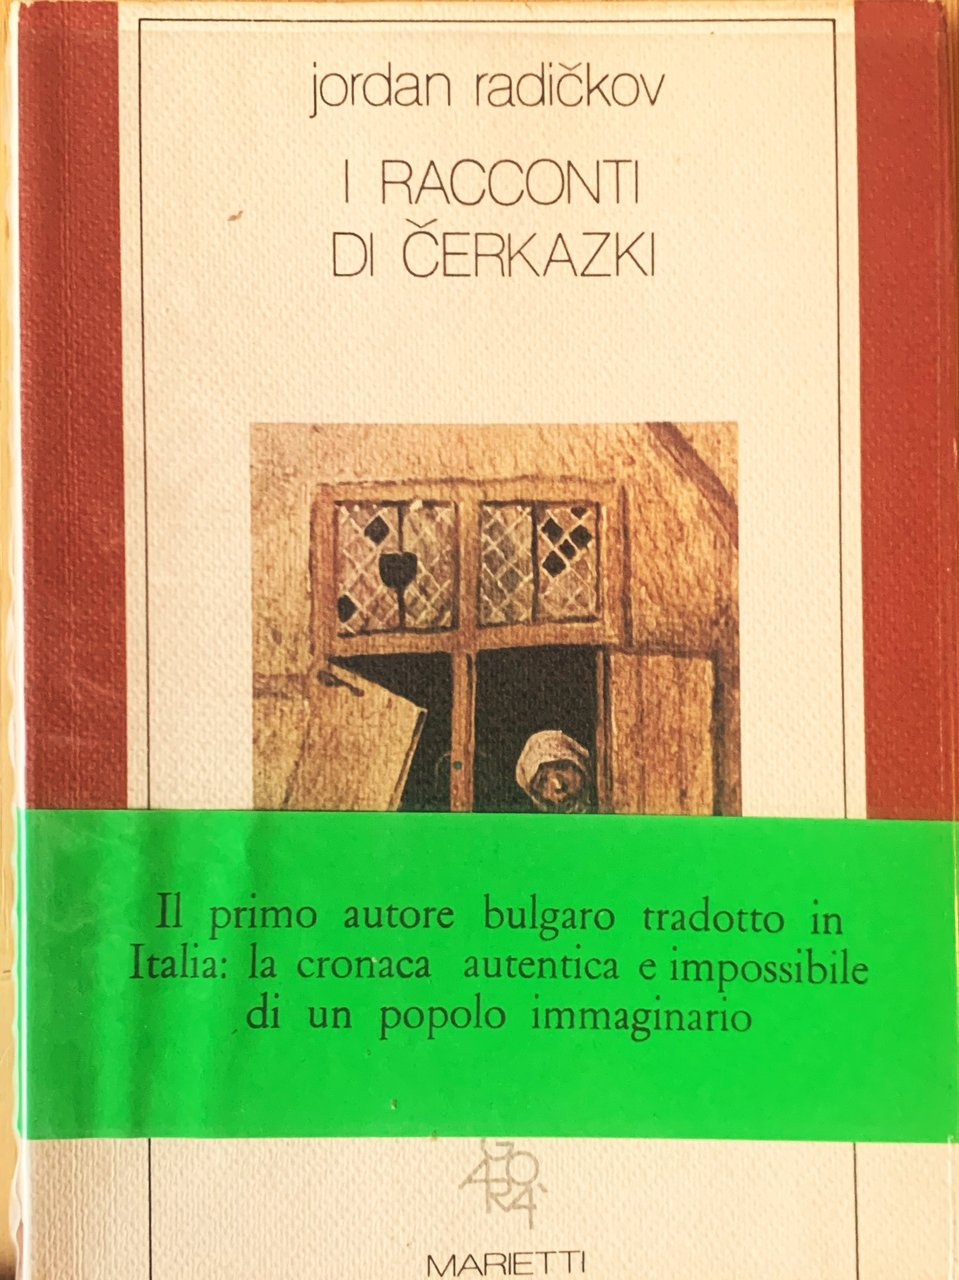 jordan radičkov
I RACCONTI
DI ČERKAZKI
Il primo autore bulgaro tradotto in
Italia: la cronaca autentica e impossibile
di un popolo immaginario
AGORÀ
MARIETTI